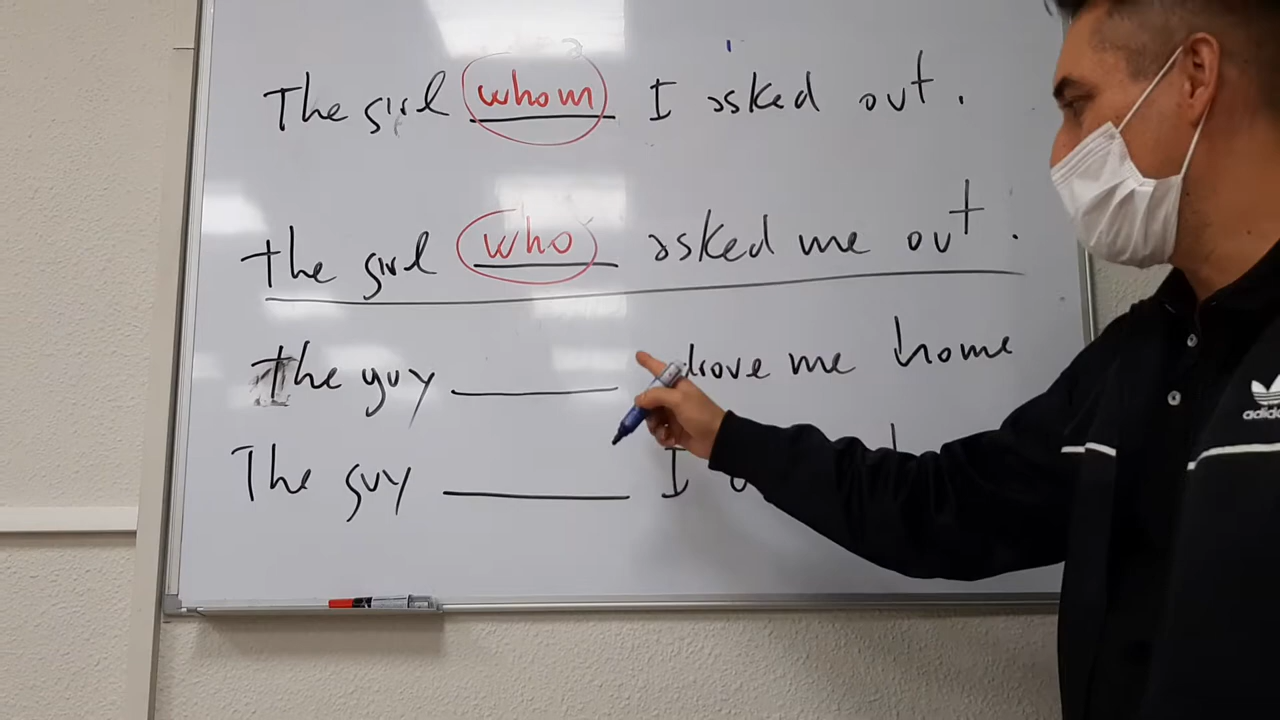 The girl whom I asked out.
the girl who asked me out.
The guy ______ drove me home
The guy ______ I
adidas